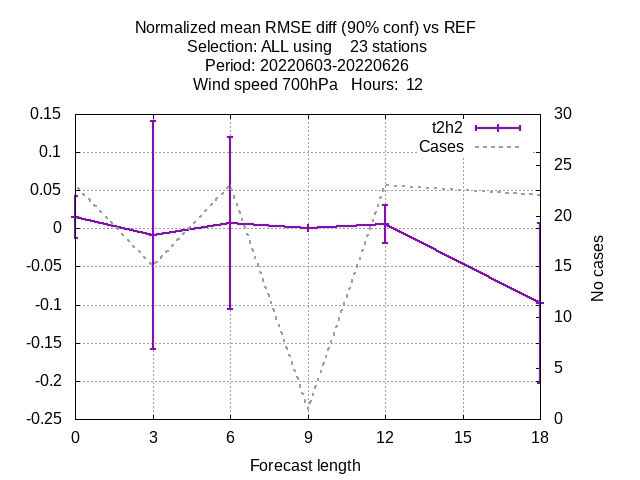 Normalized mean RMSE diff (90% conf) vs REF
Selection: ALL using    23 stations
Period: 20220603-20220626
Wind speed 700hPa   Hours:  12
t2h2
Cases
0.15
0.1
0.05
0
-0.05
-0.1
-0.15
-0.2
-0.25
30
25
20
15
10
5
0
No cases
0 3 6 9 12 15 18
Forecast length